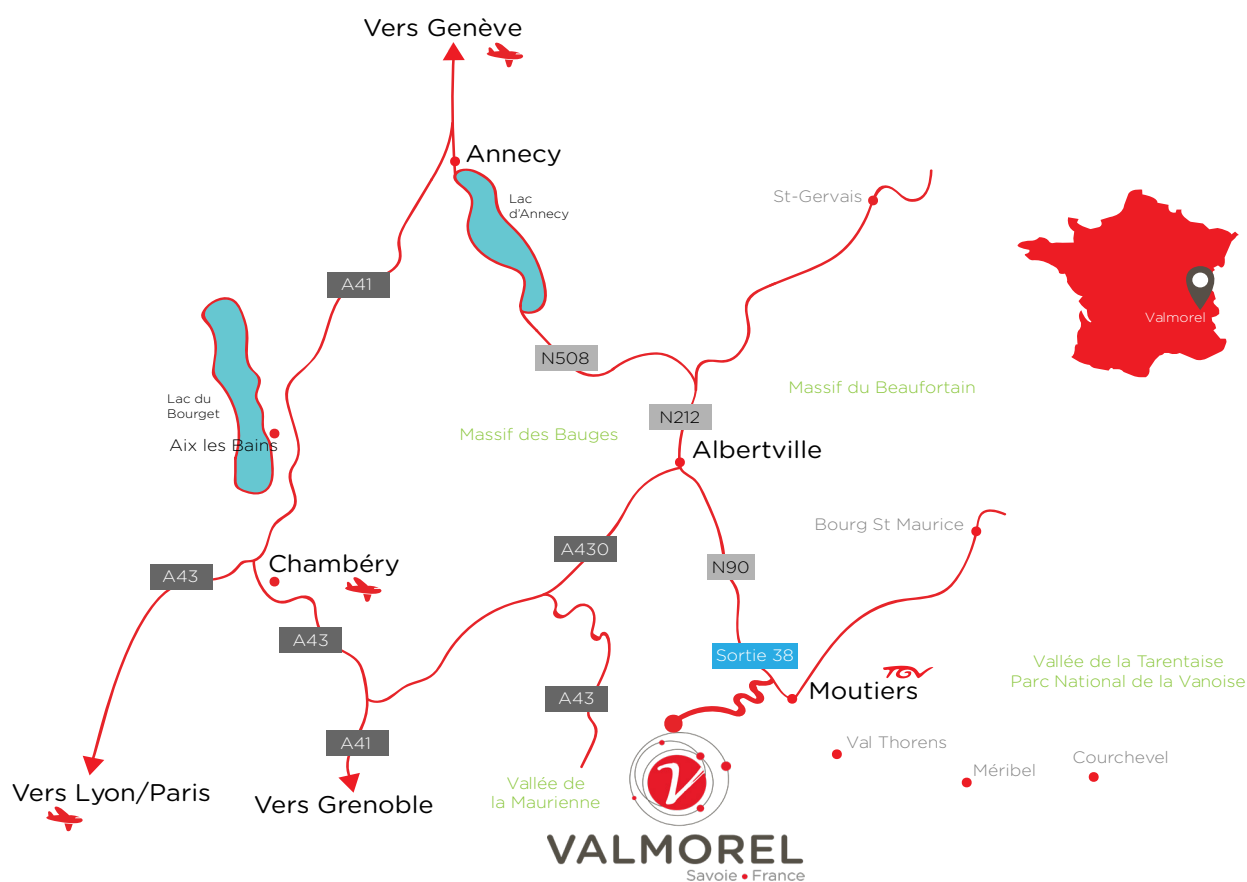 Vers Genève
Annecy
Lac
d'Annecy
St-Gervais
A41
Valmorel
N508
Massif du Beaufortain
Lac du
Bourget
N212
Massif des Bauges
Aix les Bains
Albertville
Bourg St Maurice
A430
Chambéry
A43
N90
A43
Sortie 38
TGV
Moutiers
Vallée de la Tarentaise
Parc National de la Vanoise
A43
A41
Val Thorens
Méribel
Courchevel
Vers Lyon/Paris
Vers Grenoble
Vallée de
la Maurienne
V
VALMOREL
Savoie • France